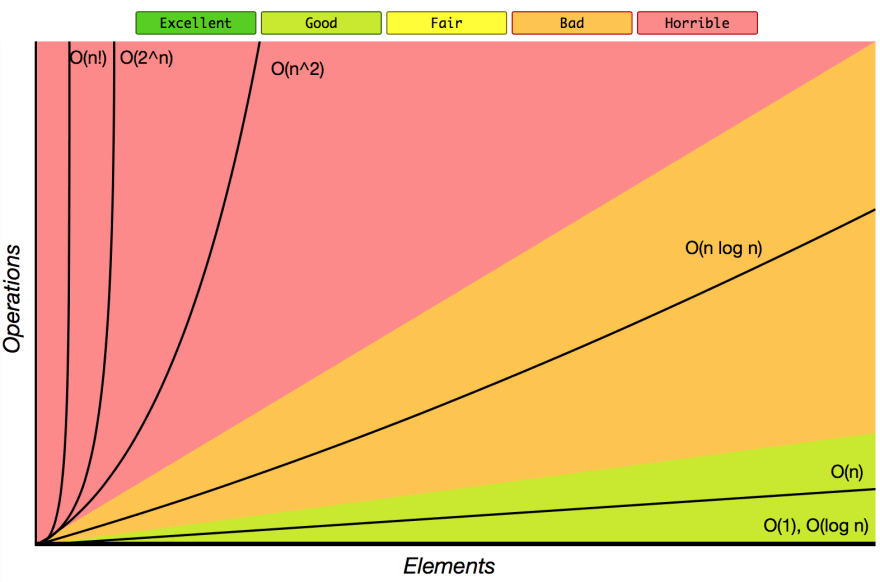 Excellent Good Fair Bad Horrible
O(n!) O(2^n)
O(n^2)
O(n log n)
Operations
O(n)
O(1), O(log n)
Elements